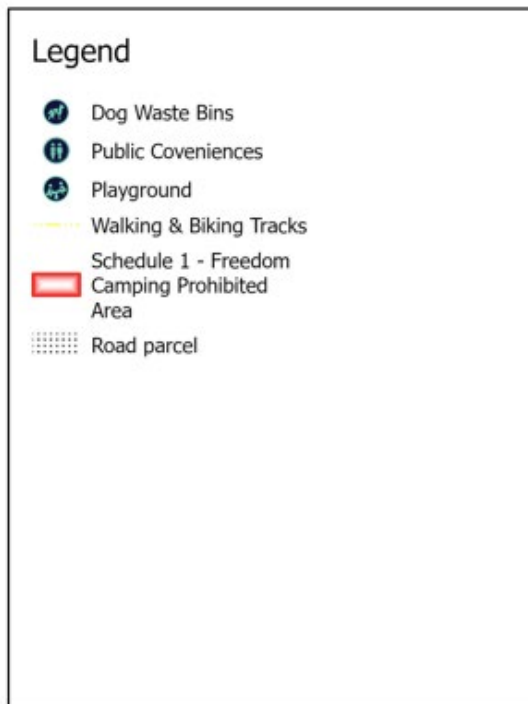 Legend
Dog Waste Bins
Public Coveniences
Playground
Walking & Biking Tracks
Schedule 1 - Freedom
Camping Prohibited
Area
Road parcel